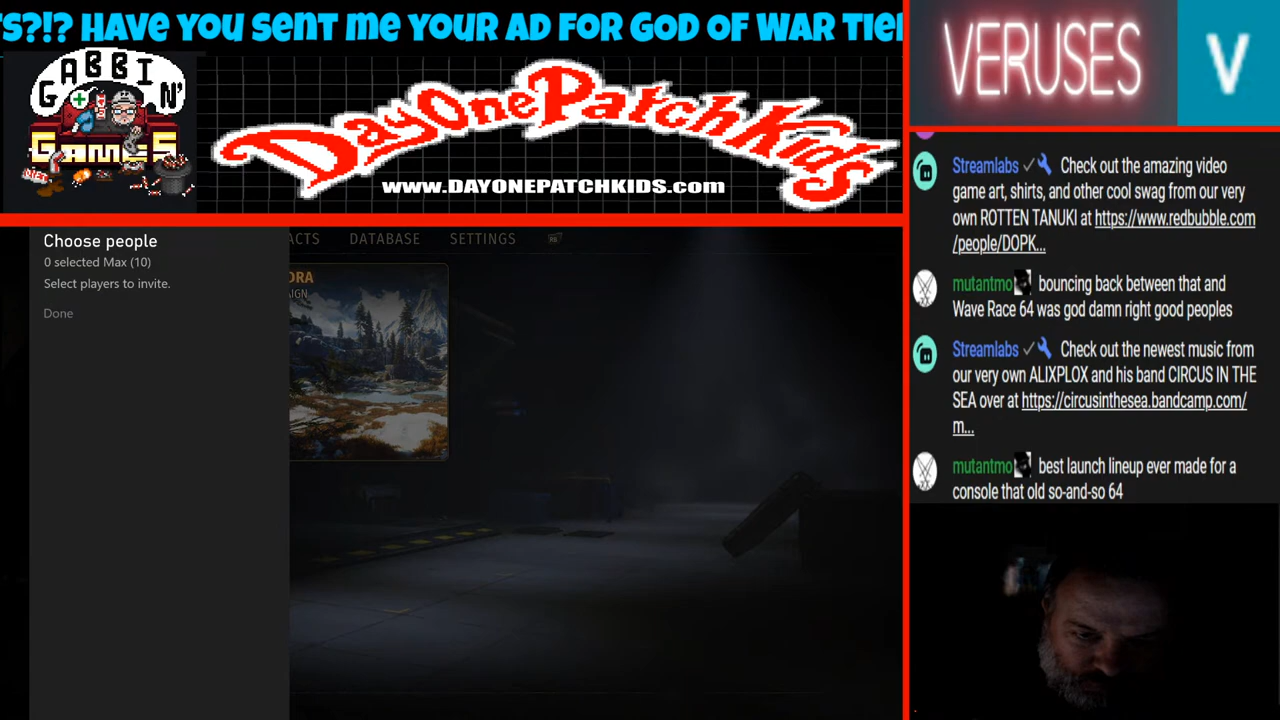 S?!? HAVE YOU SENT ME YOUR AD FOR GOD OF WAR TIE
GABBIN'
GAMES
DayOnePatchKids
www.DAYONEPATCHKIDS.com
VERUSES
V
Choose people
0 selected Max (10)
Select players to invite.
Done
ACTS DATABASE SETTINGS
DRA
IGN
Streamlabs Check out the amazing video
game art, shirts, and other cool swag from our very
own ROTTEN TANUKI at https://www.redbubble.com
/people/DOPK...
mutantmo bouncing back between that and
Wave Race 64 was god damn right good peoples
Streamlabs Check out the newest music from
our very own ALIXPLOX and his band CIRCUS IN THE
SEA over at https://circusinthesea.bandcamp.com/
m...
mutantmo best launch lineup ever made for a
console that old so-and-so 64